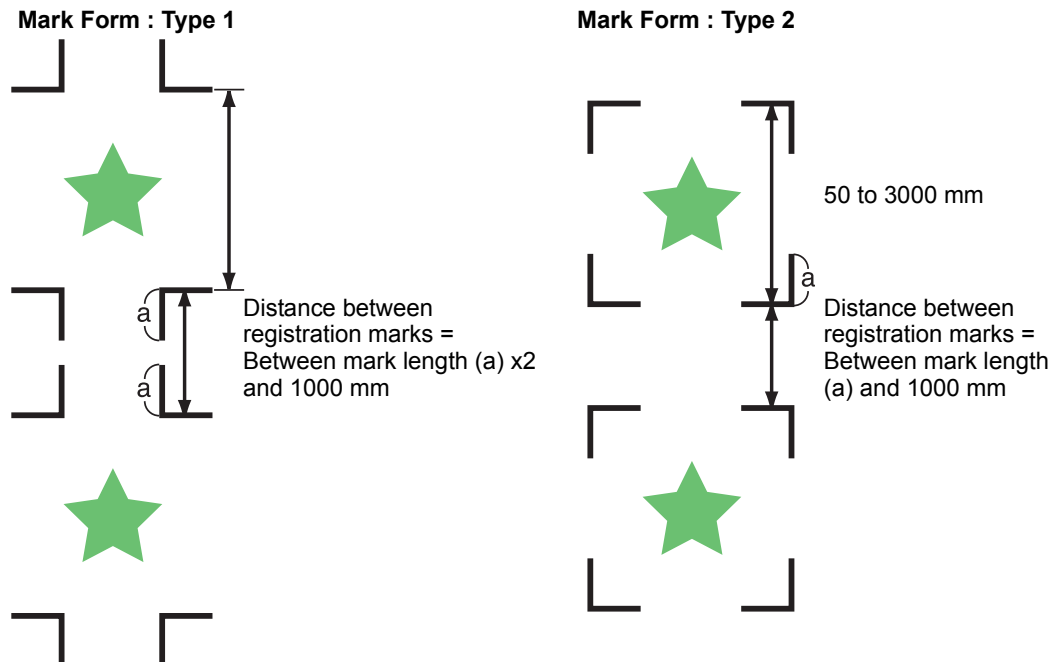 Mark Form : Type 1
a
a
Distance between
registration marks =
Between mark length (a) x2
and 1000 mm
Mark Form : Type 2
50 to 3000 mm
a
Distance between
registration marks =
Between mark length
(a) and 1000 mm